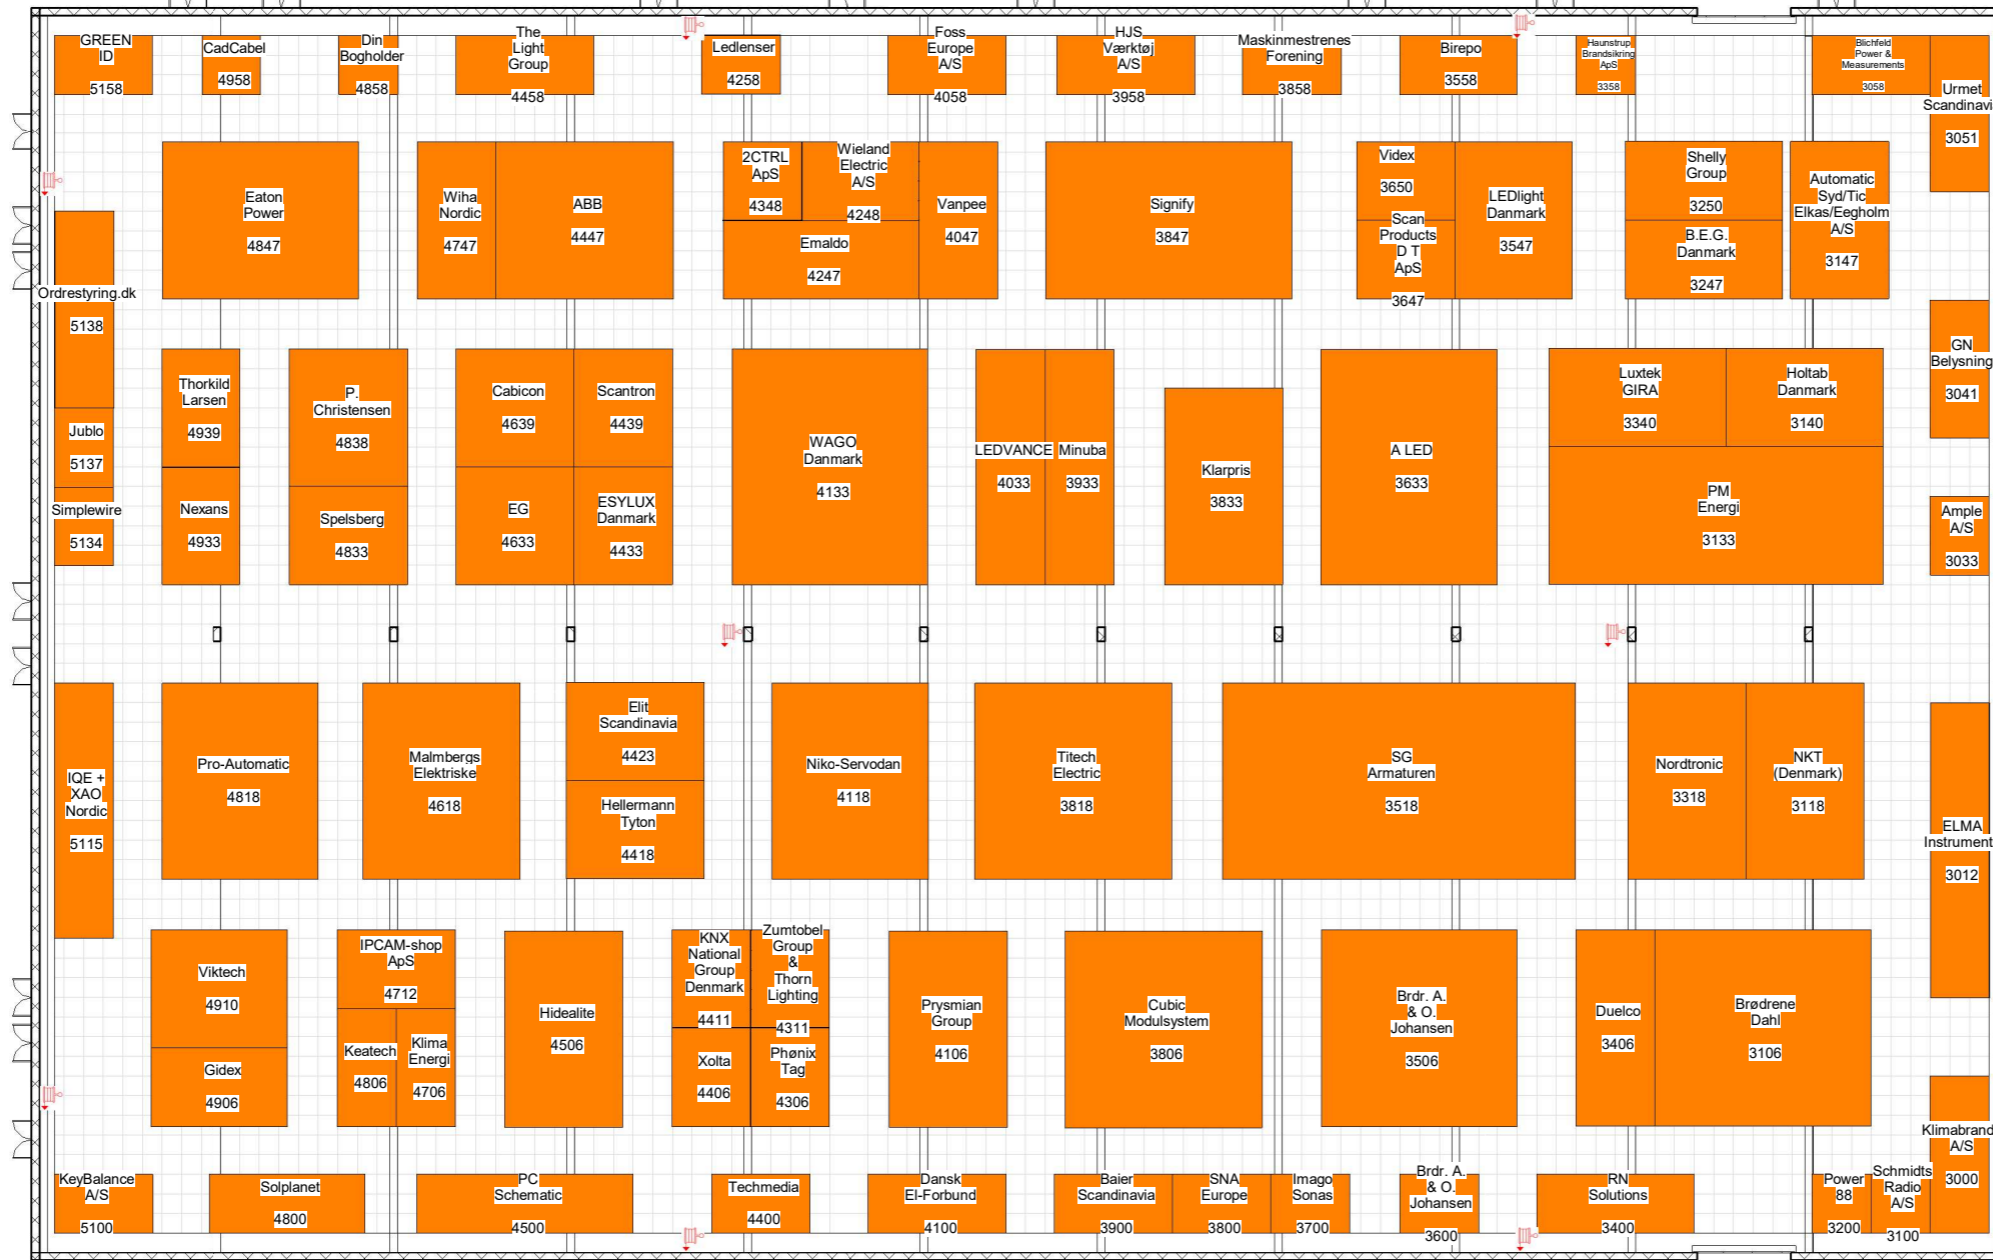 GREEN
ID
5158
CadCabel
4958
Din
Bogholder
4858
The
Light
Group
4458
Ledlenser
4258
Foss
Europe
A/S
4058
HJS
Værktøj
A/S
3958
Maskinmestrenes
Forening
3858
Birepo
3558
Haunstrup
Brandsikring
ApS
3358
Blichfeld
Power &
Measurements
3058
Urmet
Scandinavi
3051
Eaton
Power
4847
Wiha
Nordic
4747
ABB
4447
2CTRL
ApS
4348
Wieland
Electric
A/S
4248
Emaldo
4247
Vanpee
4047
Signify
3847
Videx
3650
Scan
Products
D T
ApS
3647
LEDlight
Danmark
3547
Shelly
Group
3250
B.E.G.
Danmark
3247
Automatic
Syd/Tic
Elkas/Eegholm
A/S
3147
Ordrestyring.dk
5138
Jublo
5137
Simplewire
5134
Thorkild
Larsen
4939
Nexans
4933
P.
Christensen
4838
Spelsberg
4833
Cabicon
4639
Scantron
4439
EG
4633
ESYLUX
Danmark
4433
WAGO
Danmark
4133
LEDVANCE
4033
Minuba
3933
Klarpris
3833
A LED
3633
Luxtek
GIRA
3340
Holtab
Danmark
3140
PM
Energi
3133
GN
Belysning
3041
Ample
A/S
3033
IQE +
XAO
Nordic
5115
Pro-Automatic
4818
Malmbergs
Elektriske
4618
Elit
Scandinavia
4423
Hellermann
Tyton
4418
Niko-Servodan
4118
Titech
Electric
3818
SG
Armaturen
3518
Nordtronic
3318
NKT
(Denmark)
3118
ELMA
Instrument
3012
Viktech
4910
Gidex
4906
IPCAM-shop
ApS
4712
Keatech
4806
Klima
Energi
4706
Hidealite
4506
KNX
National
Group
Denmark
4411
Zumtobel
Group
&
Thorn
Lighting
4311
Xolta
4406
Phønix
Tag
4306
Prysmian
Group
4106
Cubic
Modulsystem
3806
Brdr. A.
& O.
Johansen
3506
Duelco
3406
Brødrene
Dahl
3106
Klimabrand
A/S
3000
KeyBalance
A/S
5100
Solplanet
4800
PC
Schematic
4500
Techmedia
4400
Dansk
El-Forbund
4100
Baier
Scandinavia
3900
SNA
Europe
3800
Imago
Sonas
3700
Brdr. A.
& O.
Johansen
3600
RN
Solutions
3400
Power
88
3200
Schmidts
Radio
A/S
3100